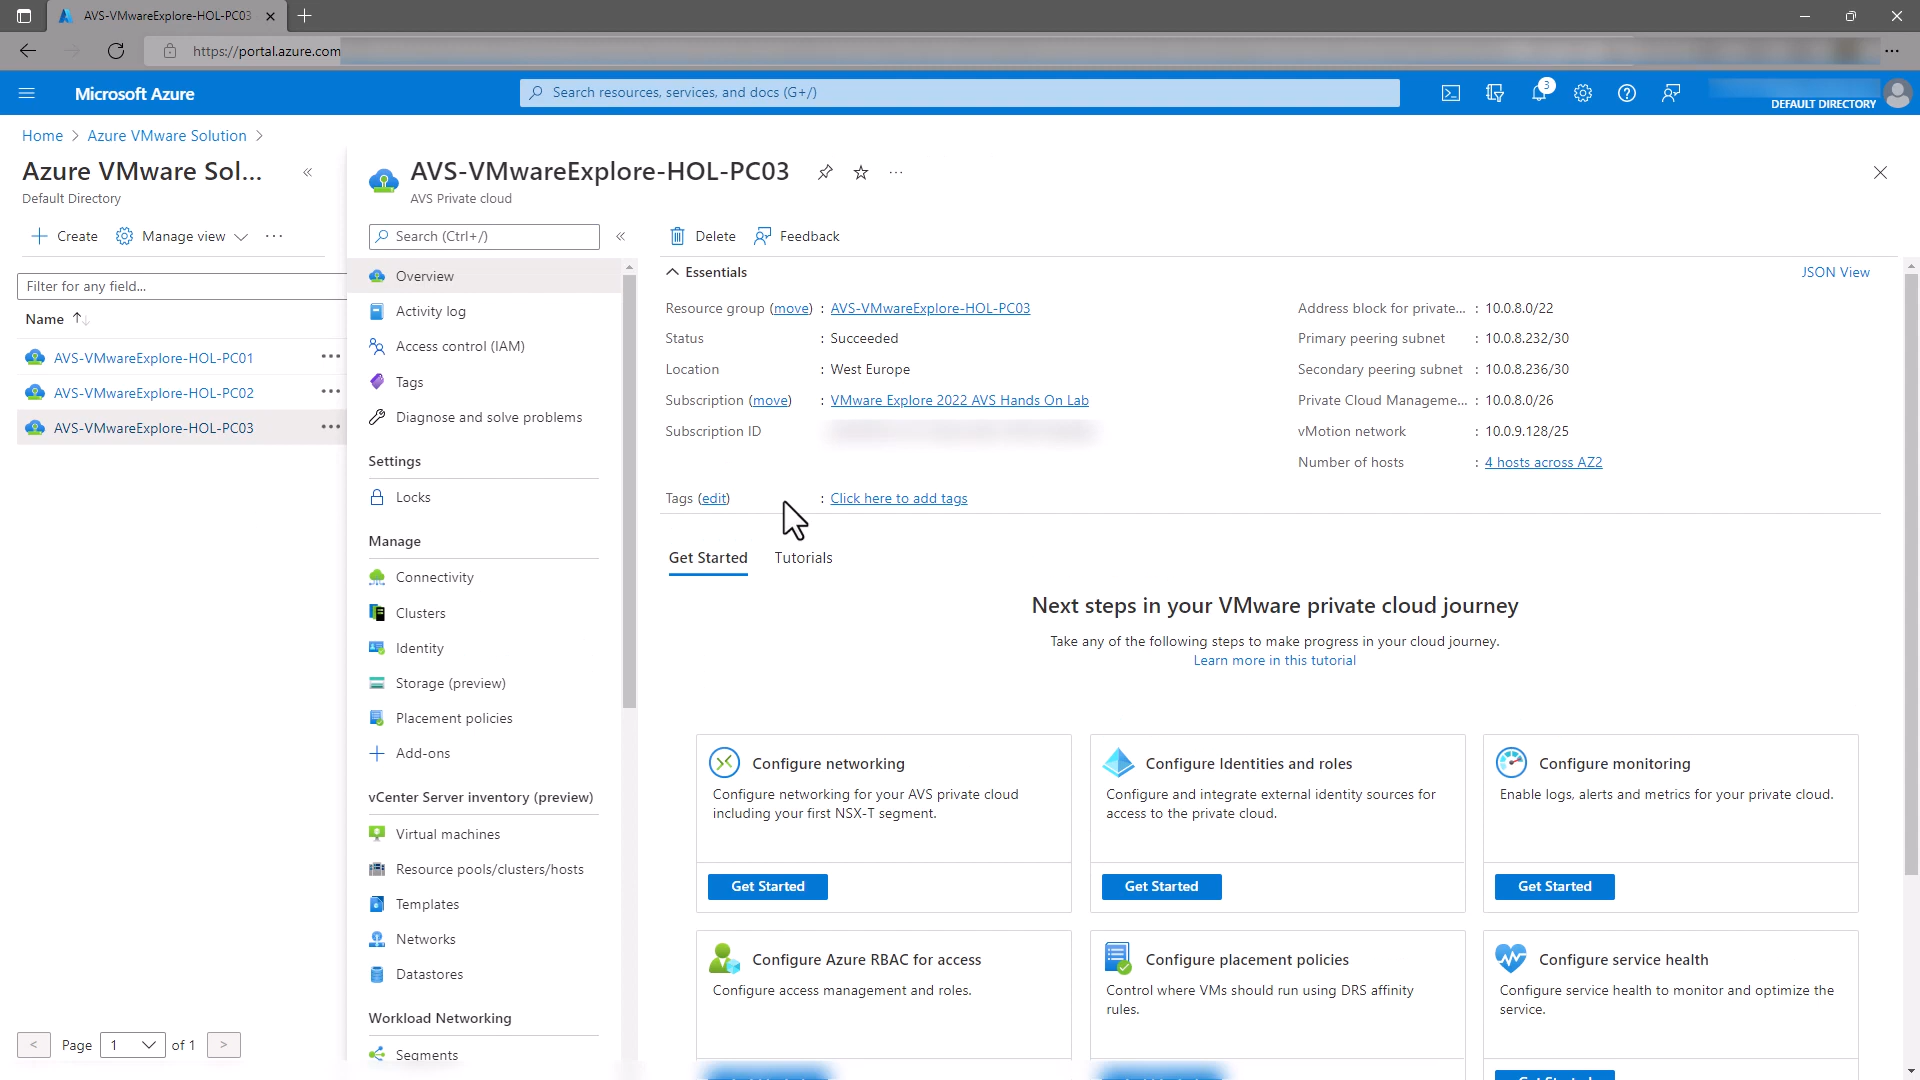 AVS-VMwareExplore-HOL-PC03
https://portal.azure.com
Microsoft Azure
Search resources, services, and docs (G+/)
3
DEFAULT DIRECTORY
Home > Azure VMware Solution >
Azure VMware Sol...
Default Directory
Create
Manage view
Filter for any field...
Name
AVS-VMwareExplore-HOL-PC01
AVS-VMwareExplore-HOL-PC02
AVS-VMwareExplore-HOL-PC03
< Page 1 of 1 >
AVS-VMwareExplore-HOL-PC03
AVS Private cloud
Search (Ctrl+/)
Overview
Activity log
Access control (IAM)
Tags
Diagnose and solve problems
Settings
Locks
Manage
Connectivity
Clusters
Identity
Storage (preview)
Placement policies
Add-ons
vCenter Server inventory (preview)
Virtual machines
Resource pools/clusters/hosts
Templates
Networks
Datastores
Workload Networking
Segments
Delete
Feedback
Essentials
JSON View
Resource group (move) : AVS-VMwareExplore-HOL-PC03
Status : Succeeded
Location : West Europe
Subscription (move) : VMware Explore 2022 AVS Hands On Lab
Subscription ID
Tags (edit) : Click here to add tags
Address block for private... : 10.0.8.0/22
Primary peering subnet : 10.0.8.232/30
Secondary peering subnet : 10.0.8.236/30
Private Cloud Manageme... : 10.0.8.0/26
vMotion network : 10.0.9.128/25
Number of hosts : 4 hosts across AZ2
Get Started
Tutorials
Next steps in your VMware private cloud journey
Take any of the following steps to make progress in your cloud journey.
Learn more in this tutorial
Configure networking
Configure networking for your AVS private cloud
including your first NSX-T segment.
Get Started
Configure Identities and roles
Configure and integrate external identity sources for
access to the private cloud.
Get Started
Configure monitoring
Enable logs, alerts and metrics for your private cloud.
Get Started
Configure Azure RBAC for access
Configure access management and roles.
Configure placement policies
Control where VMs should run using DRS affinity
rules.
Configure service health
Configure service health to monitor and optimize the
service.